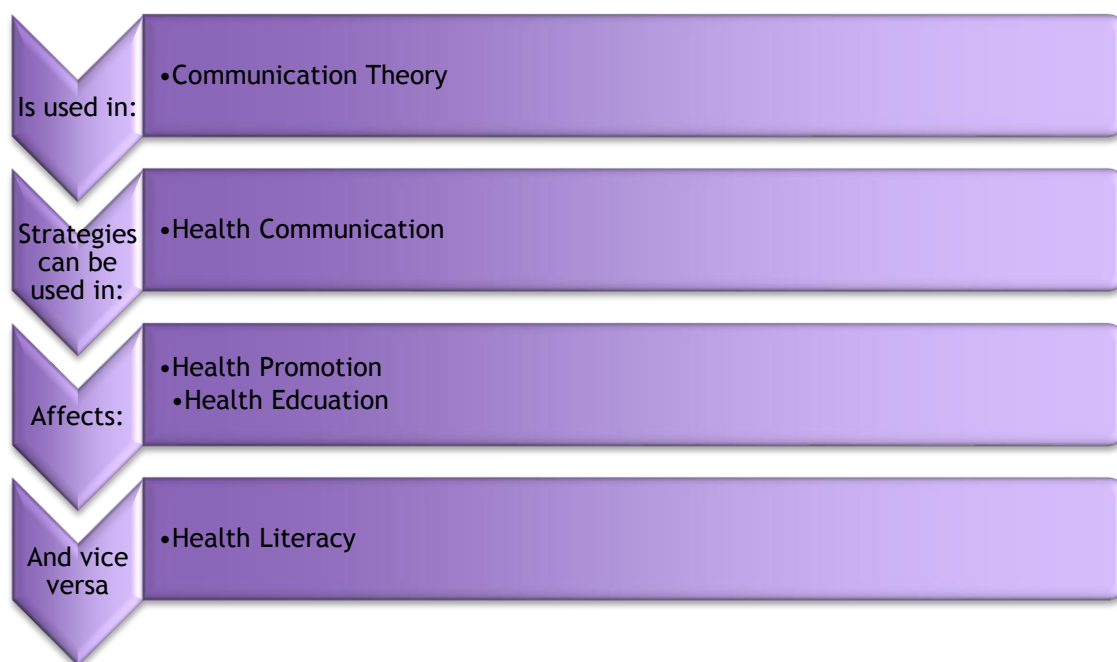 Is used in:
•Communication Theory
Strategies
can be
used in:
•Health Communication
Affects:
•Health Promotion
•Health Edcuation
And vice
versa
•Health Literacy